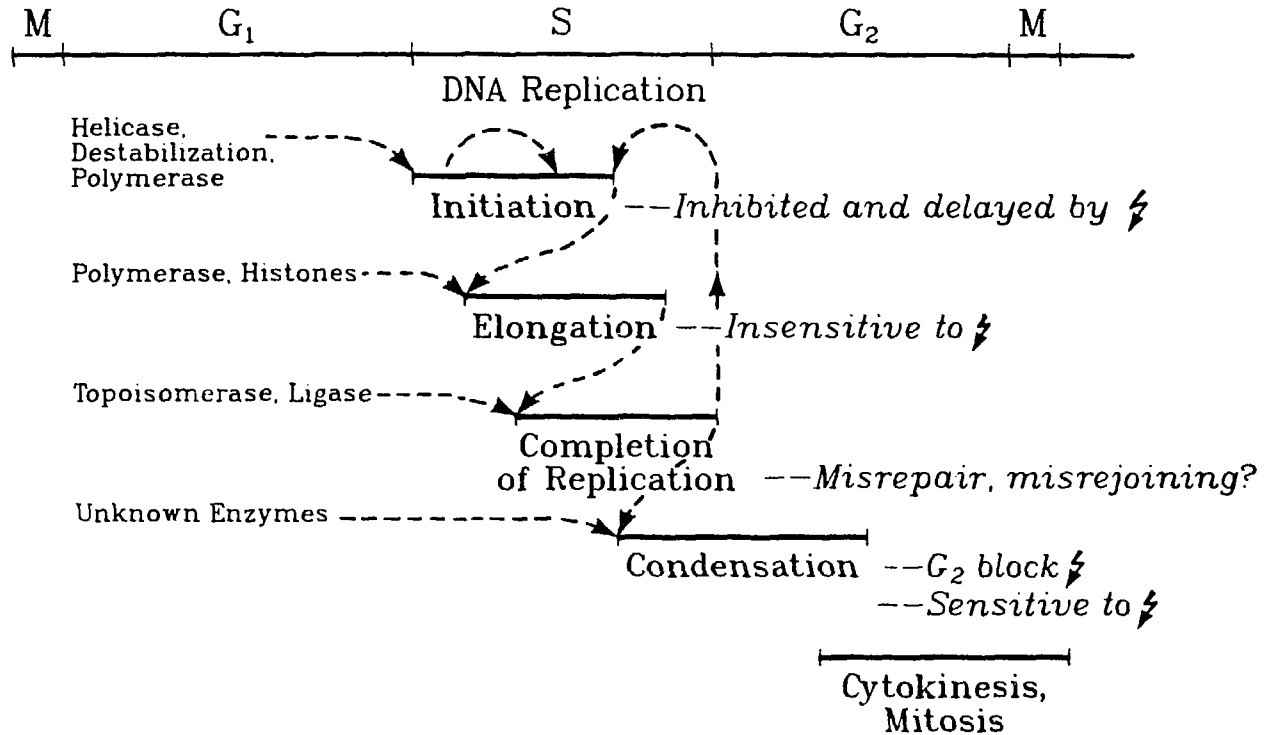 M G₁ S G₂ M
DNA Replication
Helicase,
Destabilization,
Polymerase
Initiation --Inhibited and delayed by
Polymerase, Histones
Elongation --Insensitive to
Topoisomerase, Ligase
Completion
of Replication --Misrepair, misrejoining?
Unknown Enzymes
Condensation --G₂ block
--Sensitive to
Cytokinesis,
Mitosis